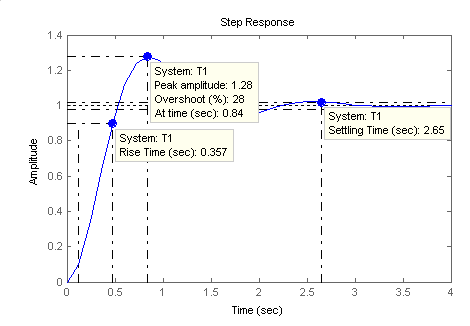 Step Response
1.4
1.2
1
0.8
0.6
0.4
0.2
0
Amplitude
System: T1
Peak amplitude: 1.28
Overshoot (%): 28
At time (sec): 0.84
System: T1
Settling Time (sec): 2.65
System: T1
Rise Time (sec): 0.357
0 0.5 1 1.5 2 2.5 3 3.5 4
Time (sec)